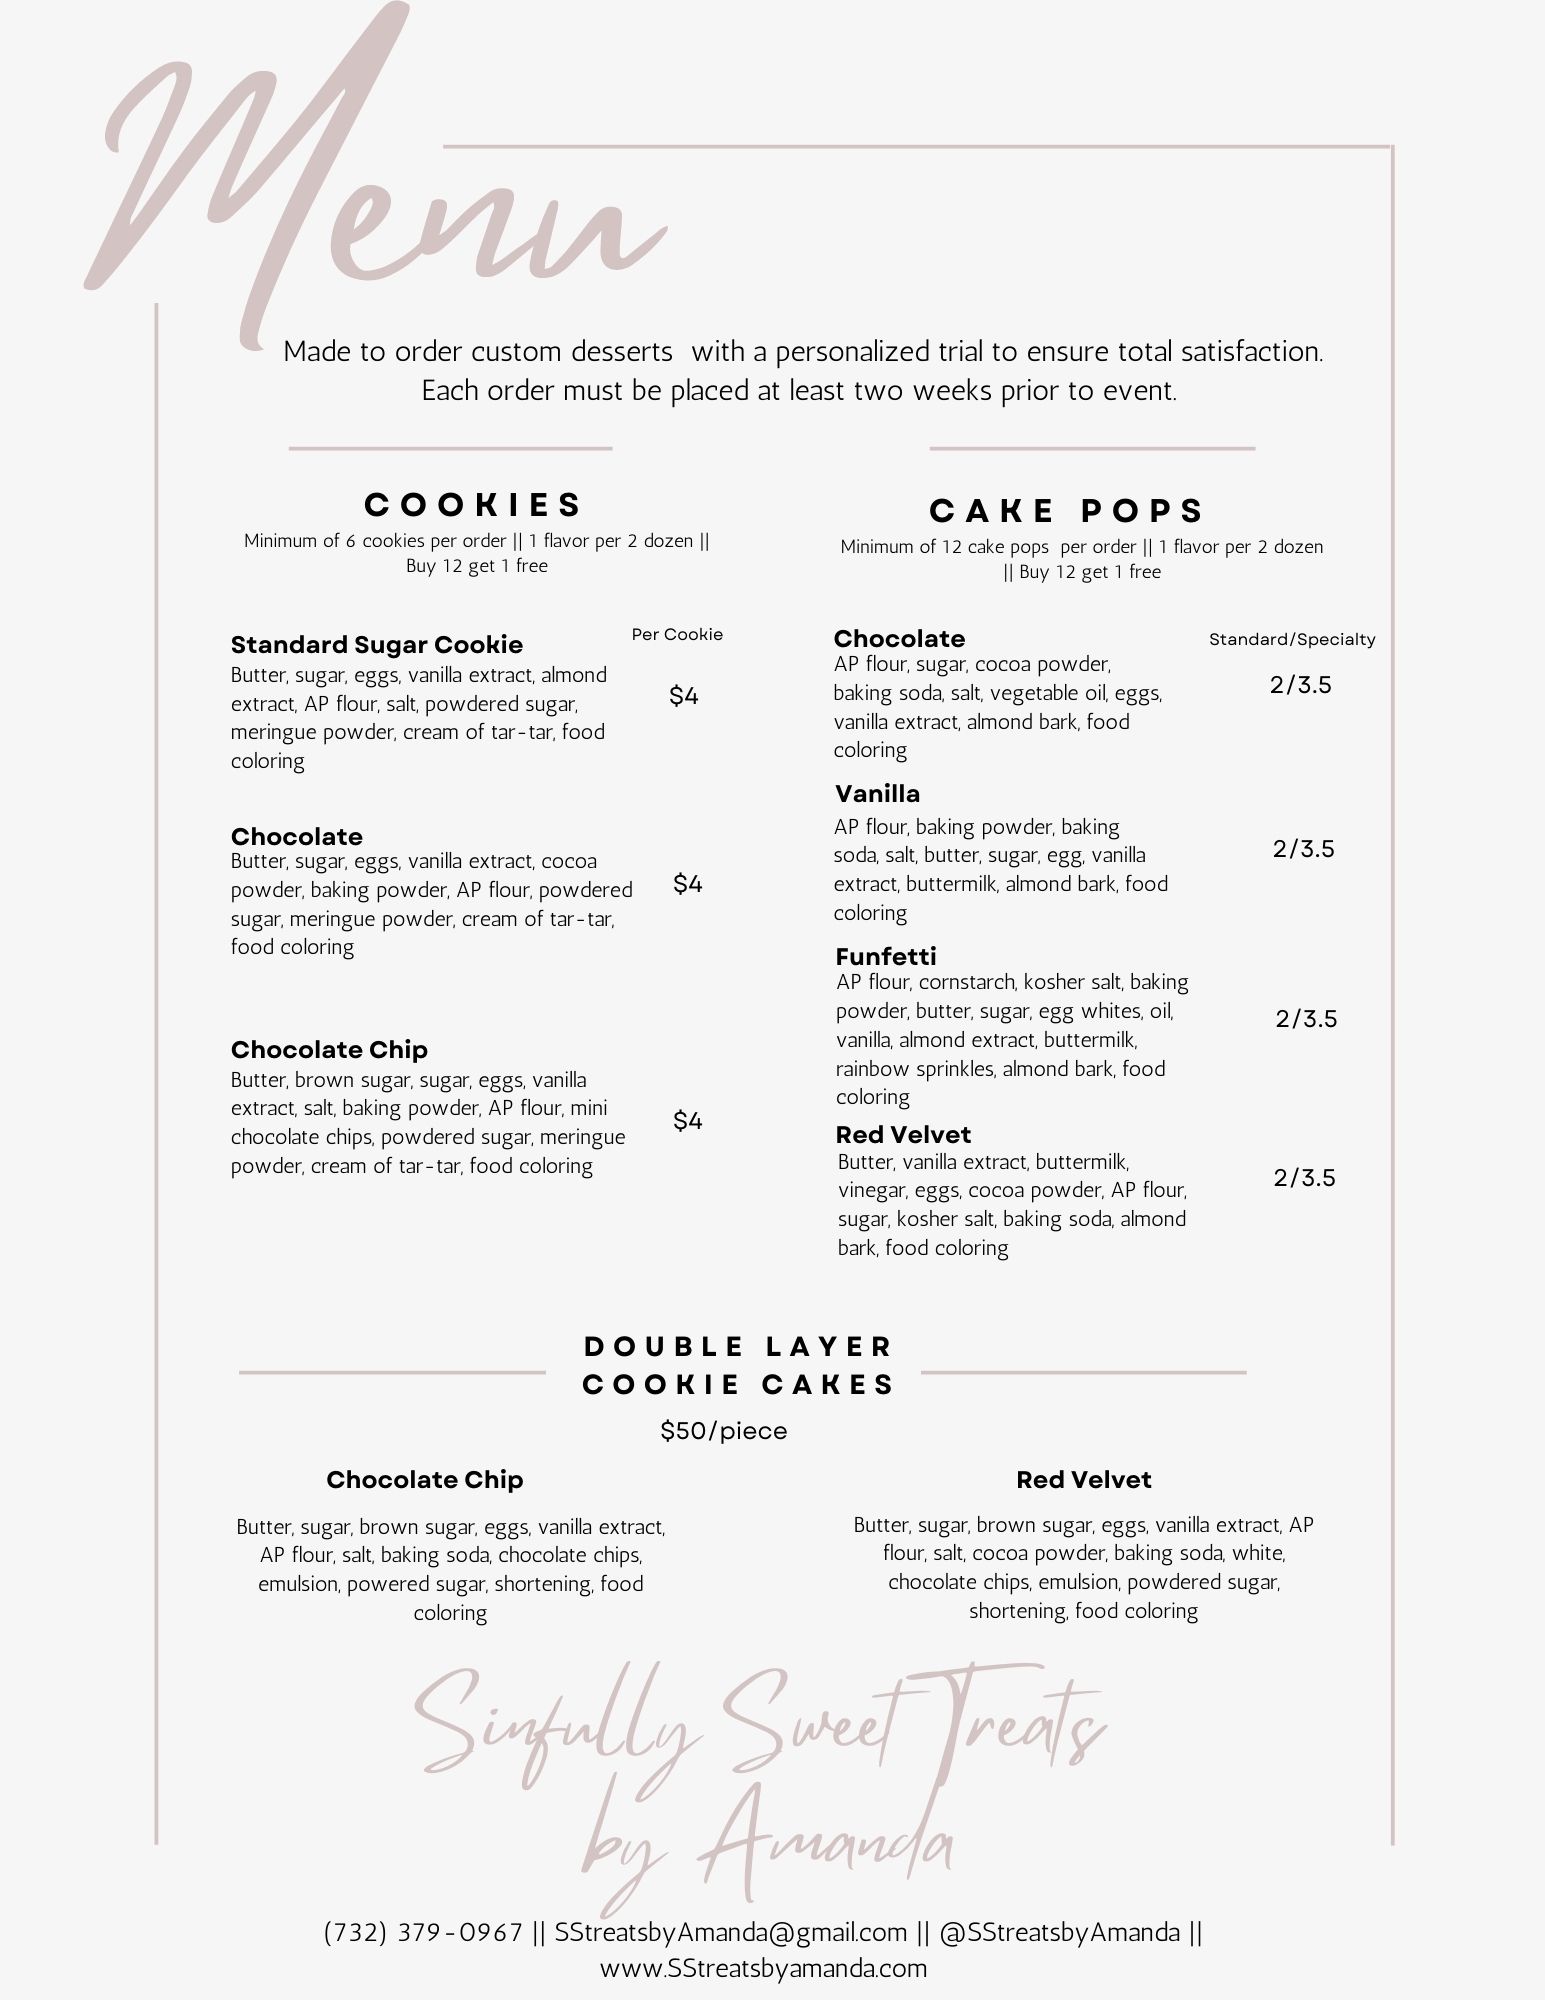 Menu
Made to order custom desserts  with a personalized trial to ensure total satisfaction.
Each order must be placed at least two weeks prior to event.
COOKIES
Minimum of 6 cookies per order || 1 flavor per 2 dozen ||
Buy 12 get 1 free
Per Cookie
Standard Sugar Cookie
Butter, sugar, eggs, vanilla extract, almond
extract, AP flour, salt, powdered sugar,
meringue powder, cream of tar-tar, food
coloring
$4
Chocolate
Butter, sugar, eggs, vanilla extract, cocoa
powder, baking powder, AP flour, powdered
sugar, meringue powder, cream of tar-tar,
food coloring
$4
Chocolate Chip
Butter, brown sugar, sugar, eggs, vanilla
extract, salt, baking powder, AP flour, mini
chocolate chips, powdered sugar, meringue
powder, cream of tar-tar, food coloring
$4
CAKE POPS
Minimum of 12 cake pops  per order || 1 flavor per 2 dozen
|| Buy 12 get 1 free
Standard/Specialty
Chocolate
AP flour, sugar, cocoa powder,
baking soda, salt, vegetable oil, eggs,
vanilla extract, almond bark, food
coloring
2/3.5
Vanilla
AP flour, baking powder, baking
soda, salt, butter, sugar, egg, vanilla
extract, buttermilk, almond bark, food
coloring
2/3.5
Funfetti
AP flour, cornstarch, kosher salt, baking
powder, butter, sugar, egg whites, oil,
vanilla, almond extract, buttermilk,
rainbow sprinkles, almond bark, food
coloring
2/3.5
Red Velvet
Butter, vanilla extract, buttermilk,
vinegar, eggs, cocoa powder, AP flour,
sugar, kosher salt, baking soda, almond
bark, food coloring
2/3.5
DOUBLE LAYER
COOKIE CAKES
$50/piece
Chocolate Chip
Butter, sugar, brown sugar, eggs, vanilla extract,
AP flour, salt, baking soda, chocolate chips,
emulsion, powered sugar, shortening, food
coloring
Red Velvet
Butter, sugar, brown sugar, eggs, vanilla extract, AP
flour, salt, cocoa powder, baking soda, white,
chocolate chips, emulsion, powdered sugar,
shortening, food coloring
Sinfully Sweet Treats
by Amanda
(732) 379-0967 || SStreatsbyAmanda@gmail.com || @SStreatsbyAmanda ||
www.SStreatsbyamanda.com